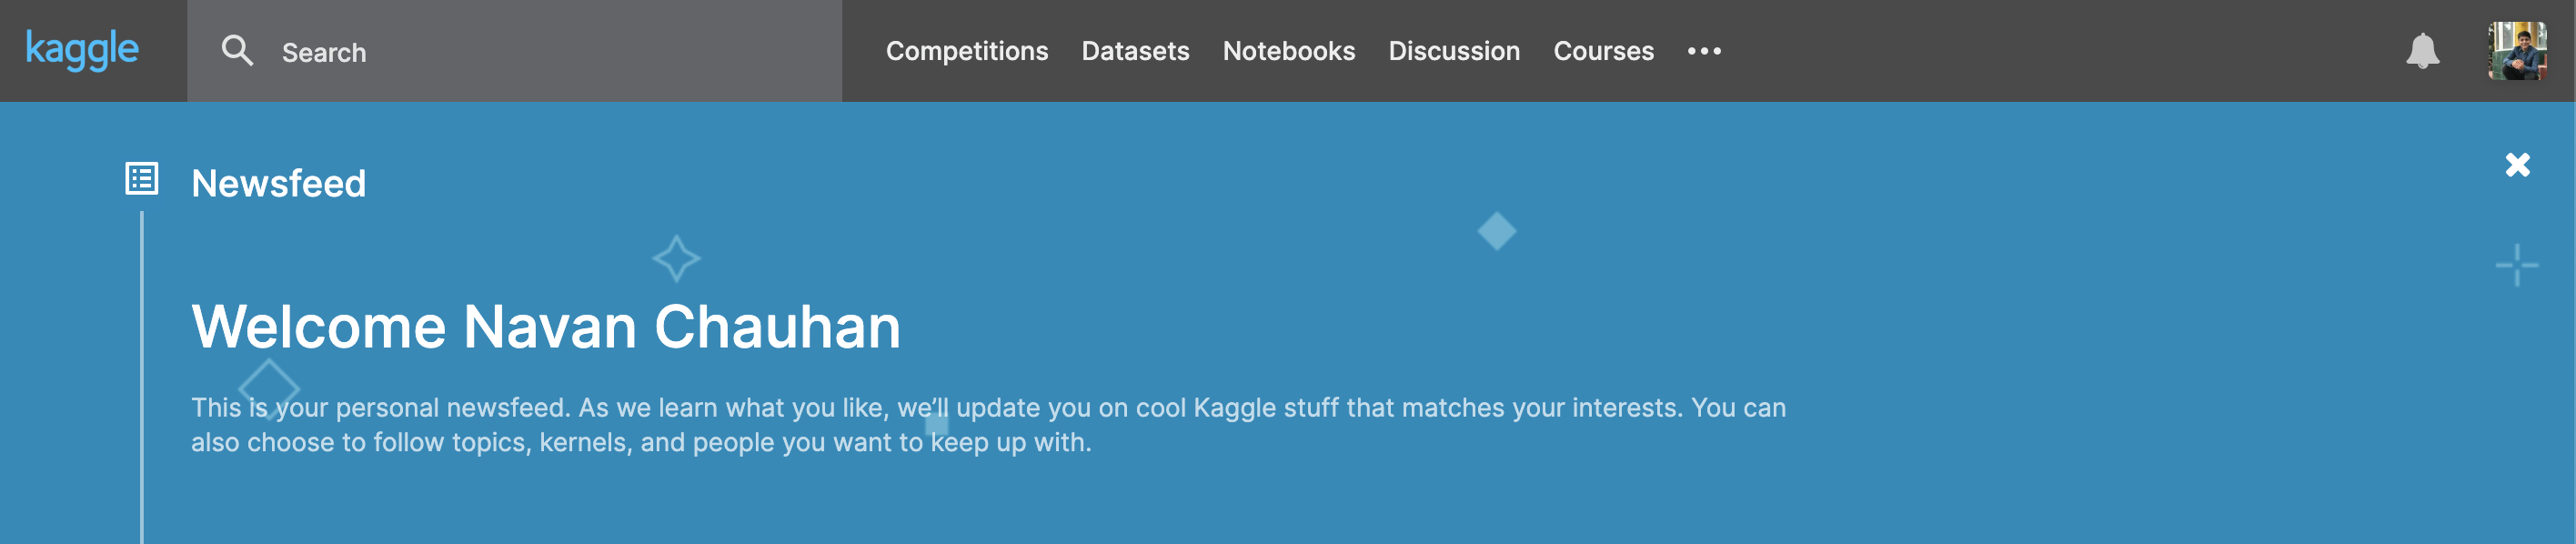 kaggle
Search
Competitions Datasets Notebooks Discussion Courses
Newsfeed
Welcome Navan Chauhan
This is your personal newsfeed. As we learn what you like, we’ll update you on cool Kaggle stuff that matches your interests. You can
also choose to follow topics, kernels, and people you want to keep up with.